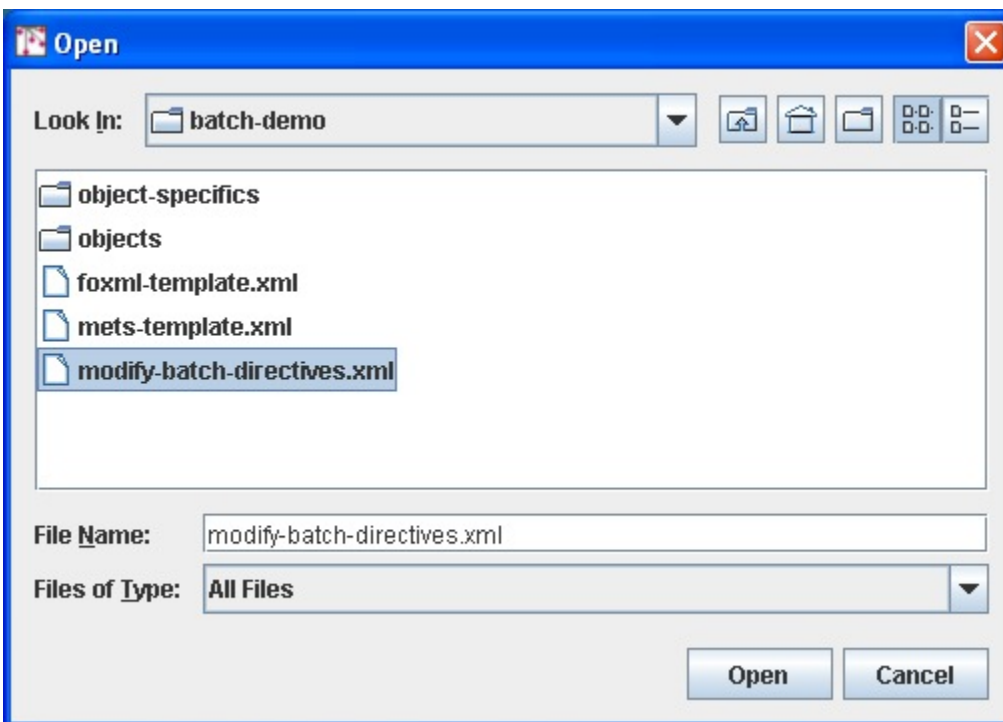 Open
Look In: batch-demo
object-specifics
objects
foxml-template.xml
mets-template.xml
modify-batch-directives.xml
File Name: modify-batch-directives.xml
Files of Type: All Files
Open Cancel